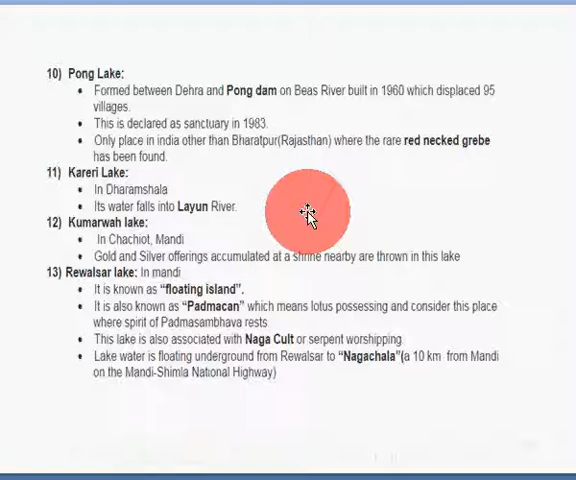 10) Pong Lake:
• Formed between Dehra and Pong dam on Beas River built in 1960 which displaced 95
villages.
• This is declared as sanctuary in 1983.
• Only place in india other than Bharatpur(Rajasthan) where the rare red necked grebe
has been found.
11) Kareri Lake:
• In Dharamshala
• Its water falls into Layun River.
12) Kumarwah lake:
• In Chachiot, Mandi
• Gold and Silver offerings accumulated at a shrine nearby are thrown in this lake
13) Rewalsar lake: In mandi
• It is known as “floating island”.
• It is also known as “Padmacan” which means lotus possessing and consider this place
where spirit of Padmasambhava rests.
• This lake is also associated with Naga Cult or serpent worshipping.
• Lake water is floating underground from Rewalsar to “Nagachala”(a 10 km from Mandi
on the Mandi-Shimla National Highway)